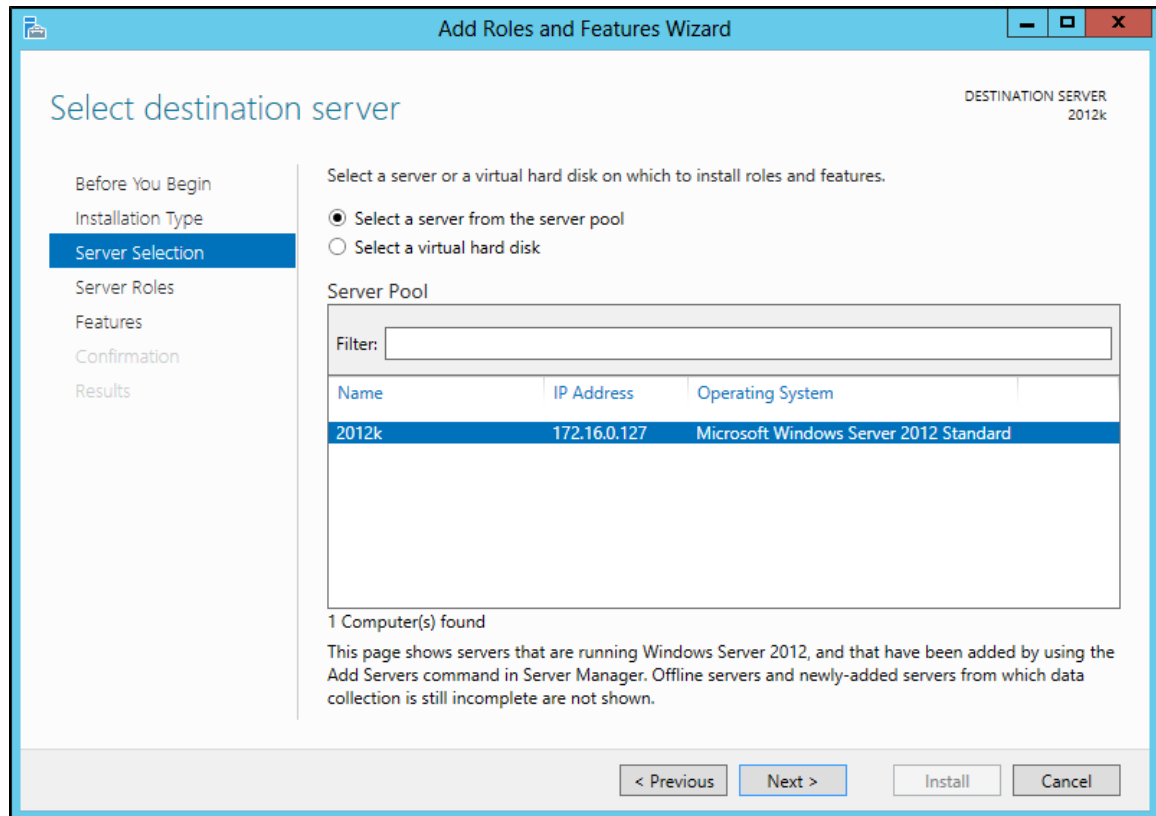 Add Roles and Features Wizard
Select destination server
DESTINATION SERVER
2012k
Before You Begin
Installation Type
Server Selection
Server Roles
Features
Confirmation
Results
Select a server or a virtual hard disk on which to install roles and features.
Select a server from the server pool
Select a virtual hard disk
Server Pool
Filter:
Name IP Address Operating System
2012k 172.16.0.127 Microsoft Windows Server 2012 Standard
1 Computer(s) found
This page shows servers that are running Windows Server 2012, and that have been added by using the
Add Servers command in Server Manager. Offline servers and newly-added servers from which data
collection is still incomplete are not shown.
< Previous Next > Install Cancel